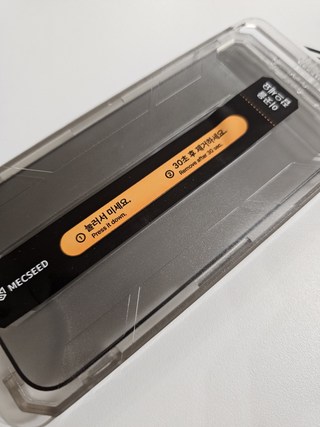 MECSEED
① 눌러서 미세요.
Press it down.
② 30초 후 제거하세요.
Remove after 30 sec.